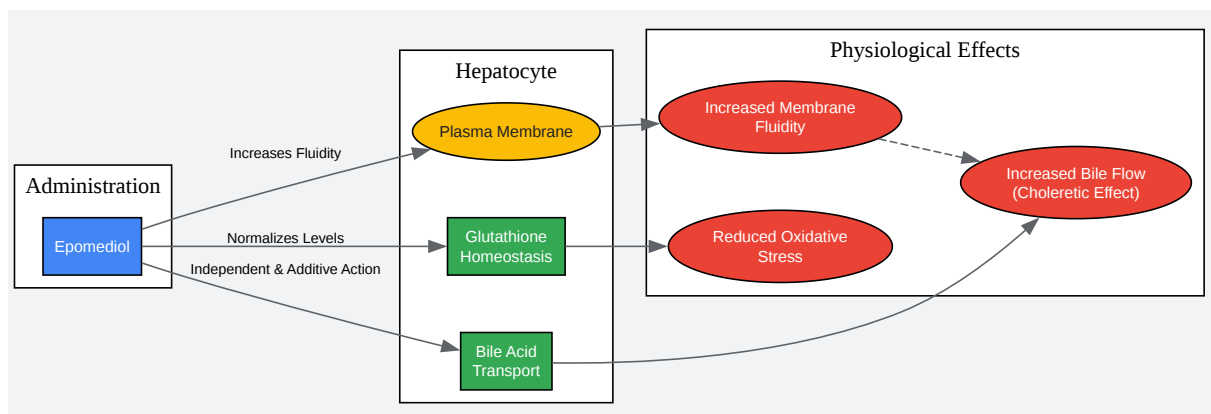 Administration
Epomediol
Increases Fluidity
Normalizes Levels
Independent & Additive Action
Hepatocyte
Plasma Membrane
Glutathione
Homeostasis
Bile Acid
Transport
Physiological Effects
Increased Membrane
Fluidity
Reduced Oxidative
Stress
Increased Bile Flow
(Choleretic Effect)